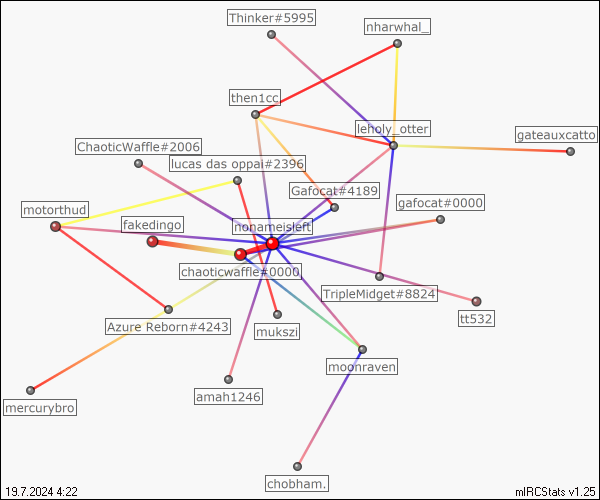 Thinker#5995
nharwhal_
then1cc
leholy_otter
gateauxcatto
ChaoticWaffle#2006
lucas das oppai#2396
Gafocat#4189
gafocat#0000
motorthud
fakedingo
nonameisleft
chaoticwaffle#0000
TripleMidget#8824
tt532
Azure Reborn#4243
mukszi
moonraven
mercurybro
amah1246
chobham.
19.7.2024 4:22
mIRCStats v1.25